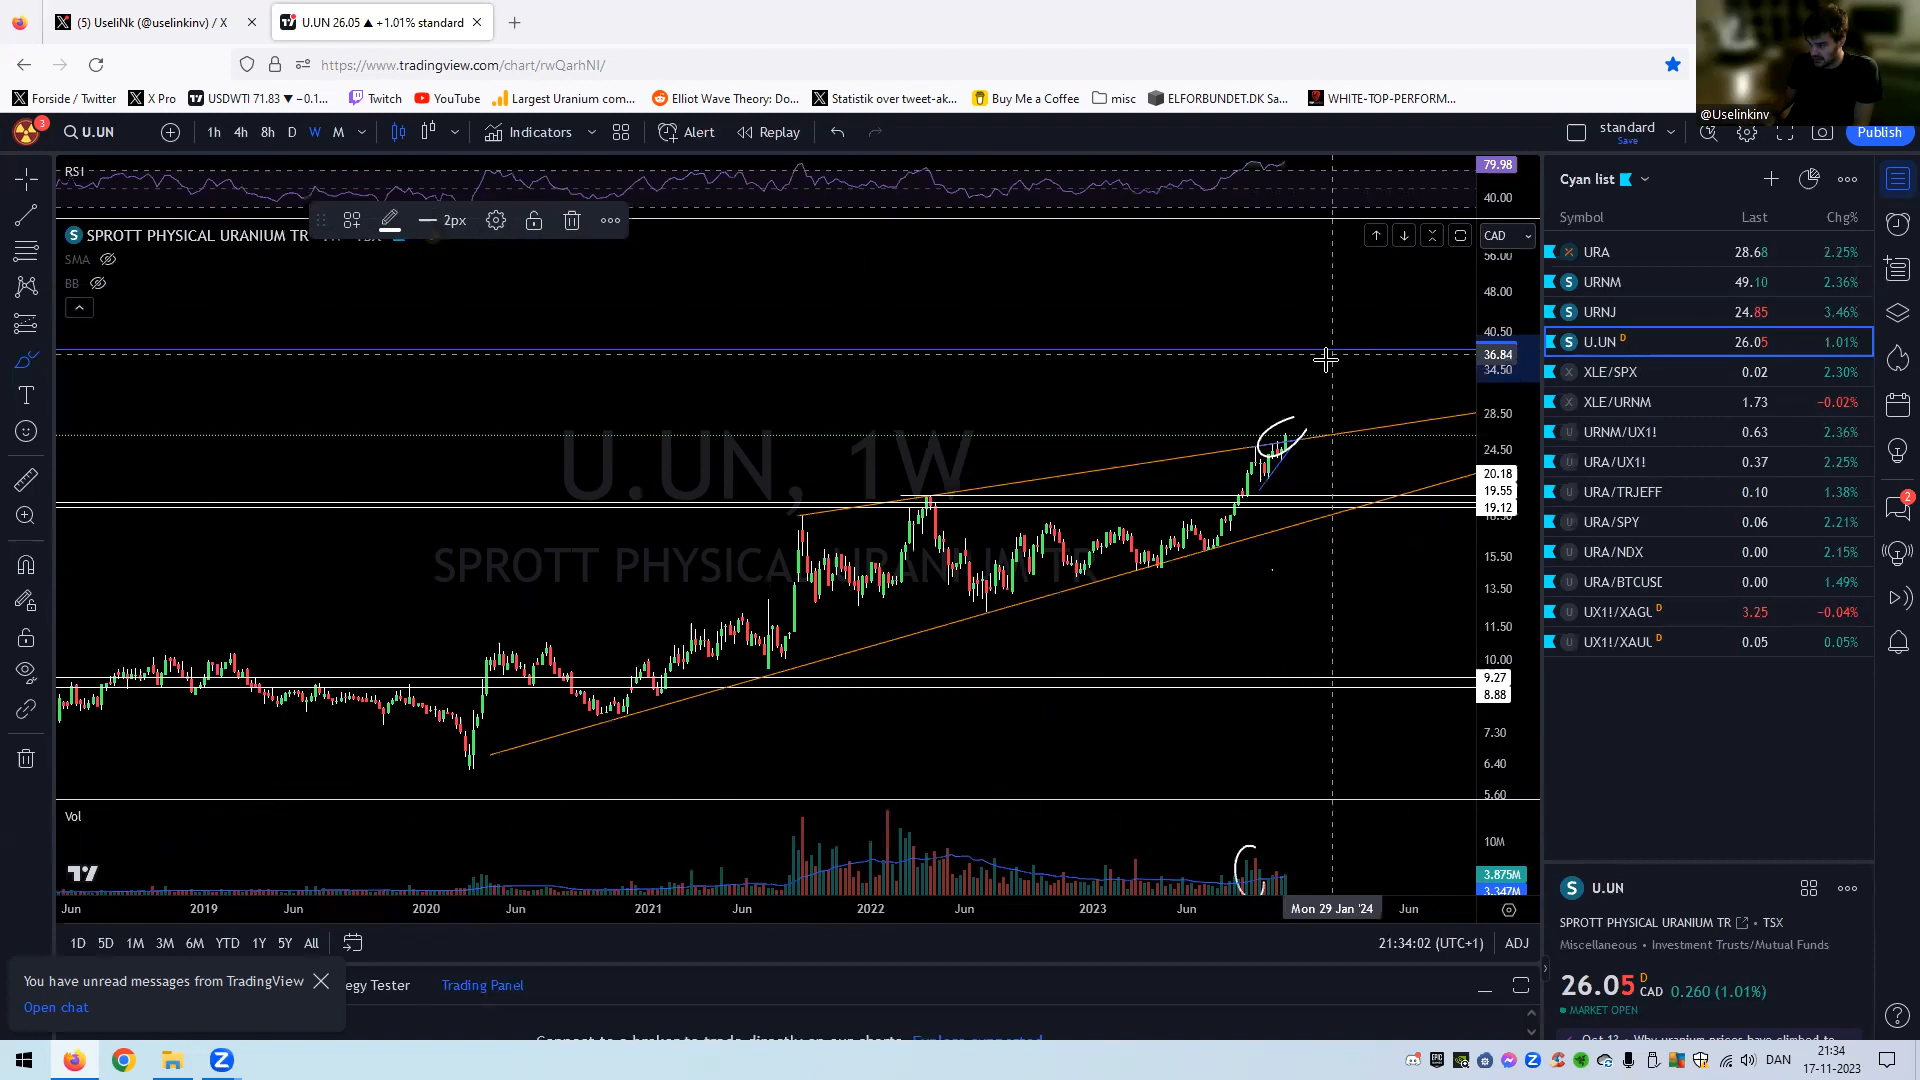 (5) UseliNk (@uselinkinv) / X
U.UN 26.05 ▲ +1.01% standard
https://www.tradingview.com/chart/rwQarhNI/
Forside / Twitter
X Pro
USDWTI 71.83 ▼ −0.1...
Twitch
YouTube
Largest Uranium com...
Elliot Wave Theory: Do...
Statistik over tweet-ak...
Buy Me a Coffee
misc
ELFORBUNDET.DK Sa...
WHITE-TOP-PERFORM...
@Uselinkinv
3
U.UN
1h 4h 8h D W M
Indicators
Alert
Replay
standard
Save
Publish
RSI
79.98
40.00
2px
SPROTT PHYSICAL URANIUM TR
CAD
SMA
BB
56.00
48.00
40.50
36.84
34.50
28.50
24.50
20.18
19.55
19.12
15.50
13.50
11.50
10.00
9.27
8.88
7.30
6.40
5.60
U.UN, 1W
SPROTT PHYSICAL URANIUM TR
Vol
10M
3.875M
3.347M
Jun 2019 Jun 2020 Jun 2021 Jun 2022 Jun 2023 Jun Mon 29 Jan '24 Jun
1D 5D 1M 3M 6M YTD 1Y 5Y All
21:34:02 (UTC+1) ADJ
You have unread messages from TradingView
Open chat
egy Tester
Trading Panel
Cyan list
Symbol Last Chg%
URA 28.68 2.25%
URNM 49.10 2.36%
URNJ 24.85 3.46%
U.UN D 26.05 1.01%
XLE/SPX 0.02 2.30%
XLE/URNM 1.73 −0.02%
URNM/UX1! 0.63 2.36%
URA/UX1! 0.37 2.25%
URA/TRJEFF 0.10 1.38%
URA/SPY 0.06 2.21%
URA/NDX 0.00 2.15%
URA/BTCUSD 0.00 1.49%
UX1!/XAGU D 3.25 −0.04%
UX1!/XAUU D 0.05 0.05%
2
U.UN
SPROTT PHYSICAL URANIUM TR • TSX
Miscellaneous • Investment Trusts/Mutual Funds
26.05 D CAD 0.260 (1.01%)
MARKET OPEN
DAN
21:34
17-11-2023